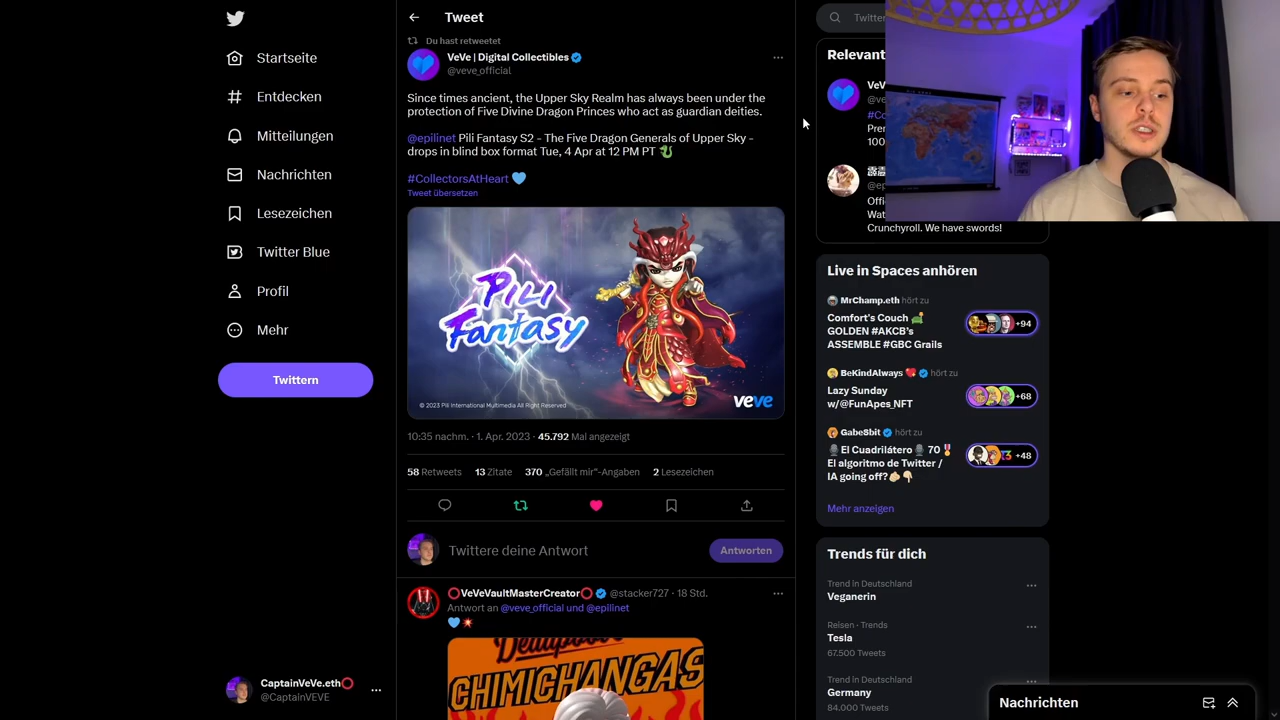 Startseite
Entdecken
Mitteilungen
Nachrichten
Lesezeichen
Twitter Blue
Profil
Mehr
Twittern
CaptainVeVe.eth⭕
@CaptainVEVE
Tweet
Du hast retweetet
VeVe | Digital Collectibles
@veve_official
Since times ancient, the Upper Sky Realm has always been under the
protection of Five Divine Dragon Princes who act as guardian deities.
@epilinet Pili Fantasy S2 - The Five Dragon Generals of Upper Sky -
drops in blind box format Tue, 4 Apr at 12 PM PT 🐉
#CollectorsAtHeart 💙
Tweet übersetzen
Pili
Fantasy
© 2023 Pili International Multimedia All Right Reserved
veve
10:35 nachm. · 1. Apr. 2023 · 45.792 Mal angezeigt
58 Retweets 13 Zitate 370 „Gefällt mir"-Angaben 2 Lesezeichen
Twittere deine Antwort
Antworten
⭕VeVeVaultMasterCreator⭕ @stacker727 · 18 Std.
Antwort an @veve_official und @epilinet
💙💥
Deadpool's
CHIMICHANGAS
Relevant
Crunchyroll. We have swords!
Live in Spaces anhören
MrChamp.eth hört zu
Comfort's Couch
GOLDEN #AKCB's
ASSEMBLE #GBC Grails
+94
BeKindAlways hört zu
Lazy Sunday
w/@FunApes_NFT
+68
Gabe8bit hört zu
🎙️El Cuadrilátero🎙️ 70🎖️
El algoritmo de Twitter /
IA going off?
+48
Mehr anzeigen
Trends für dich
Trend in Deutschland
Veganerin
Reisen · Trends
Tesla
67.500 Tweets
Trend in Deutschland
Germany
84.000 Tweets
Nachrichten